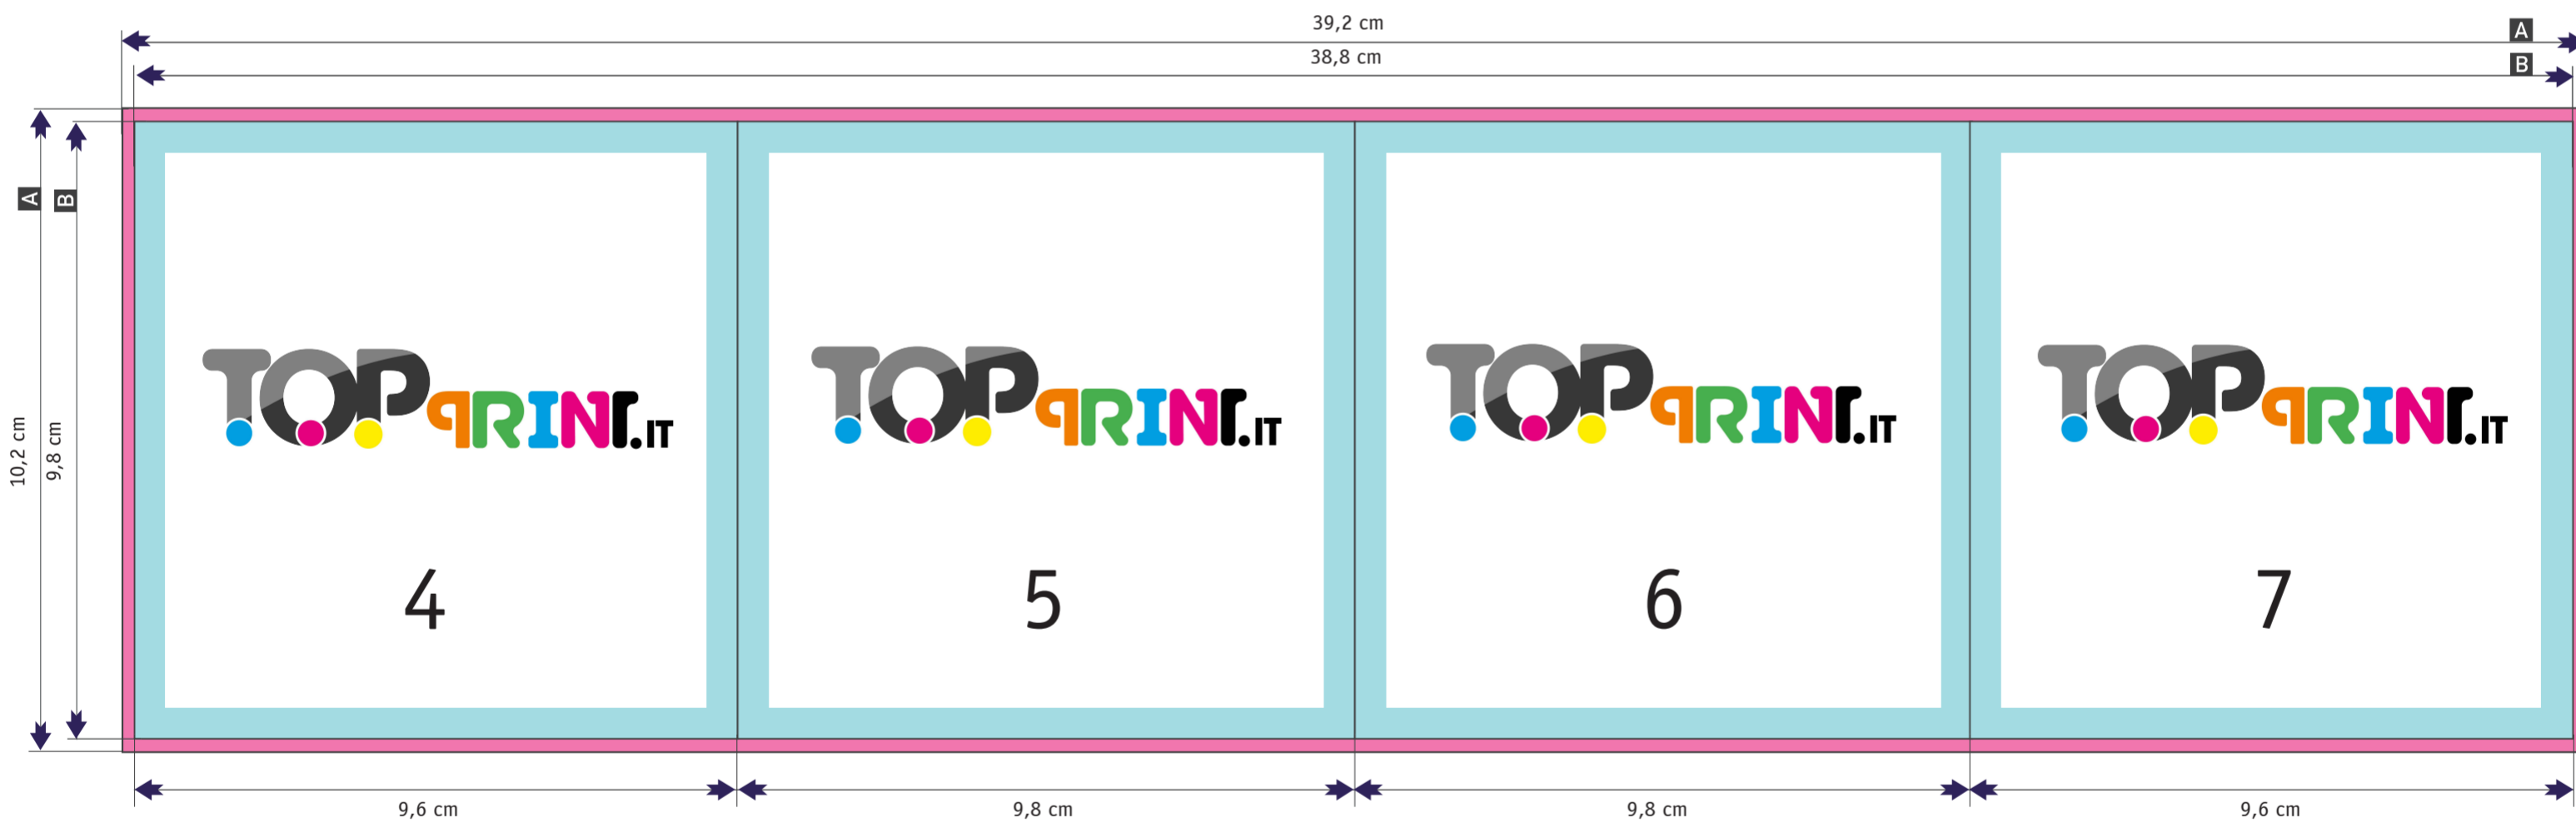 39,2 cm
A
38,8 cm
B
A
B
10,2 cm
9,8 cm
TOPPRINT.IT
TOPPRINT.IT
TOPPRINT.IT
TOPPRINT.IT
4
5
6
7
9,6 cm
9,8 cm
9,8 cm
9,6 cm